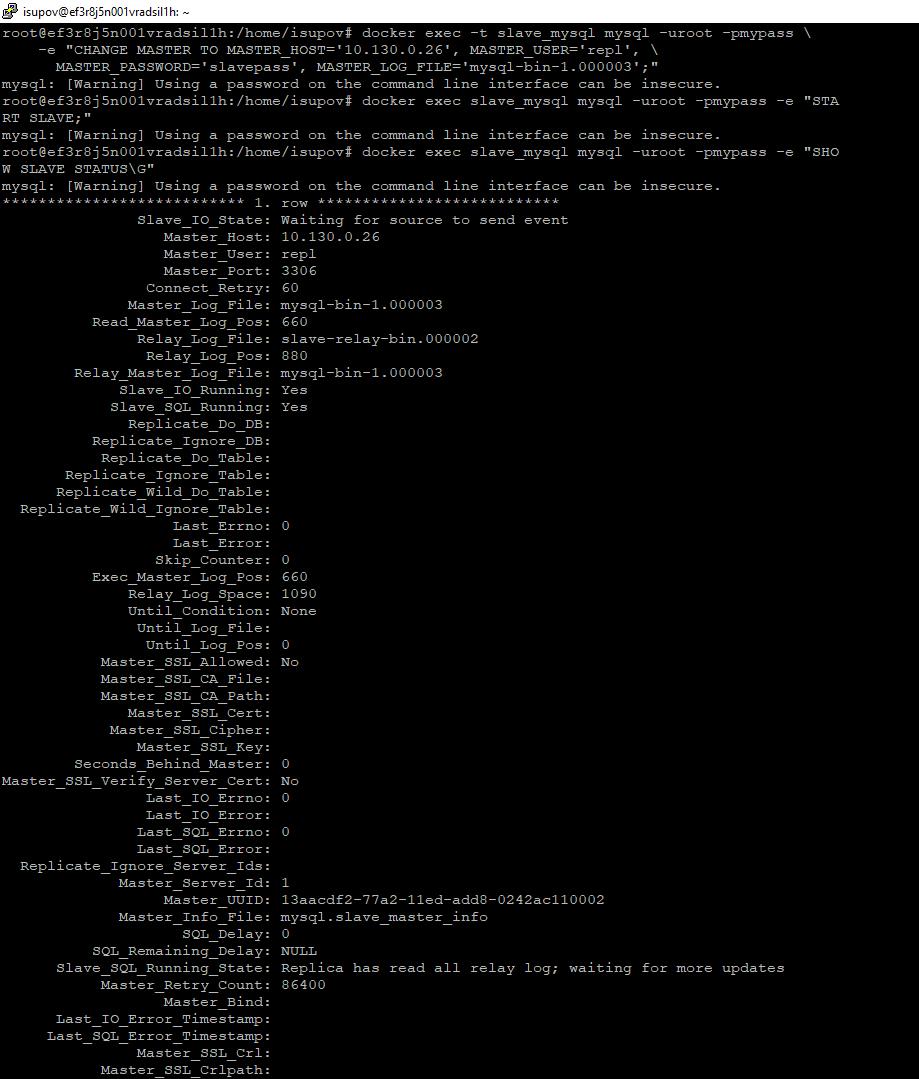 isupov@ef3r8j5n001vradsil1h: ~
root@ef3r8j5n001vradsil1h:/home/isupov# docker exec -t slave_mysql mysql -uroot -pmypass \
    -e "CHANGE MASTER TO MASTER_HOST='10.130.0.26', MASTER_USER='repl', \
      MASTER_PASSWORD='slavepass', MASTER_LOG_FILE='mysql-bin-1.000003';"
mysql: [Warning] Using a password on the command line interface can be insecure.
root@ef3r8j5n001vradsil1h:/home/isupov# docker exec slave_mysql mysql -uroot -pmypass -e "STA
RT SLAVE;"
mysql: [Warning] Using a password on the command line interface can be insecure.
root@ef3r8j5n001vradsil1h:/home/isupov# docker exec slave_mysql mysql -uroot -pmypass -e "SHO
W SLAVE STATUS\G"
mysql: [Warning] Using a password on the command line interface can be insecure.
*************************** 1. row ***************************
               Slave_IO_State: Waiting for source to send event
                  Master_Host: 10.130.0.26
                  Master_User: repl
                  Master_Port: 3306
                Connect_Retry: 60
              Master_Log_File: mysql-bin-1.000003
          Read_Master_Log_Pos: 660
               Relay_Log_File: slave-relay-bin.000002
                Relay_Log_Pos: 880
        Relay_Master_Log_File: mysql-bin-1.000003
             Slave_IO_Running: Yes
            Slave_SQL_Running: Yes
              Replicate_Do_DB:
          Replicate_Ignore_DB:
           Replicate_Do_Table:
       Replicate_Ignore_Table:
      Replicate_Wild_Do_Table:
  Replicate_Wild_Ignore_Table:
                   Last_Errno: 0
                   Last_Error:
                 Skip_Counter: 0
          Exec_Master_Log_Pos: 660
              Relay_Log_Space: 1090
              Until_Condition: None
               Until_Log_File:
                Until_Log_Pos: 0
           Master_SSL_Allowed: No
           Master_SSL_CA_File:
           Master_SSL_CA_Path:
              Master_SSL_Cert:
            Master_SSL_Cipher:
               Master_SSL_Key:
        Seconds_Behind_Master: 0
Master_SSL_Verify_Server_Cert: No
                Last_IO_Errno: 0
                Last_IO_Error:
               Last_SQL_Errno: 0
               Last_SQL_Error:
  Replicate_Ignore_Server_Ids:
             Master_Server_Id: 1
                  Master_UUID: 13aacdf2-77a2-11ed-add8-0242ac110002
             Master_Info_File: mysql.slave_master_info
                    SQL_Delay: 0
          SQL_Remaining_Delay: NULL
      Slave_SQL_Running_State: Replica has read all relay log; waiting for more updates
           Master_Retry_Count: 86400
                  Master_Bind:
      Last_IO_Error_Timestamp:
     Last_SQL_Error_Timestamp:
               Master_SSL_Crl:
           Master_SSL_Crlpath: